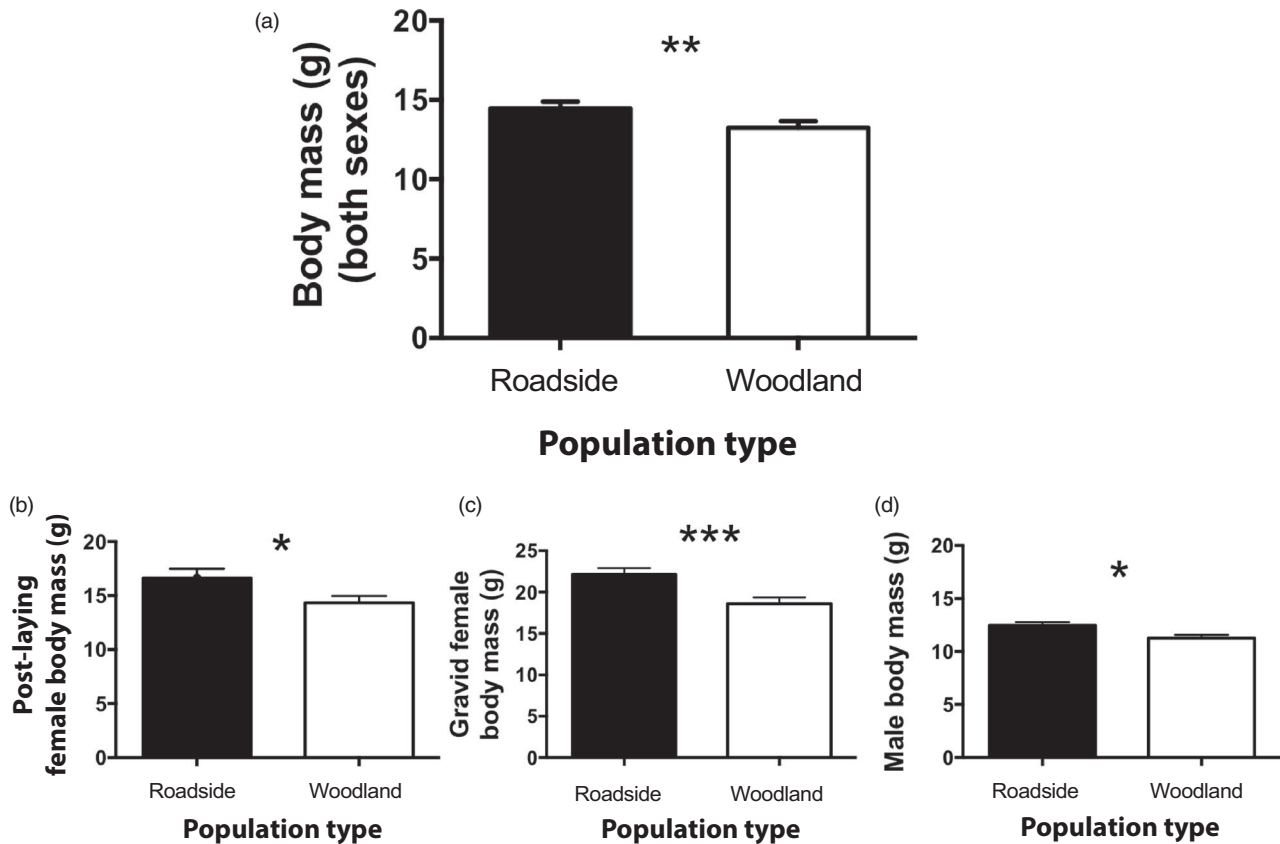 (a)
Body mass (g)
(both sexes)
20
15
10
5
0
**
Roadside
Woodland
Population type
(b)
Post-laying
female body mass (g)
20
15
10
5
0
*
Roadside
Woodland
Population type
(c)
Gravid female
body mass (g)
25
20
15
10
5
0
***
Roadside
Woodland
Population type
(d)
Male body mass (g)
20
15
10
5
0
*
Roadside
Woodland
Population type